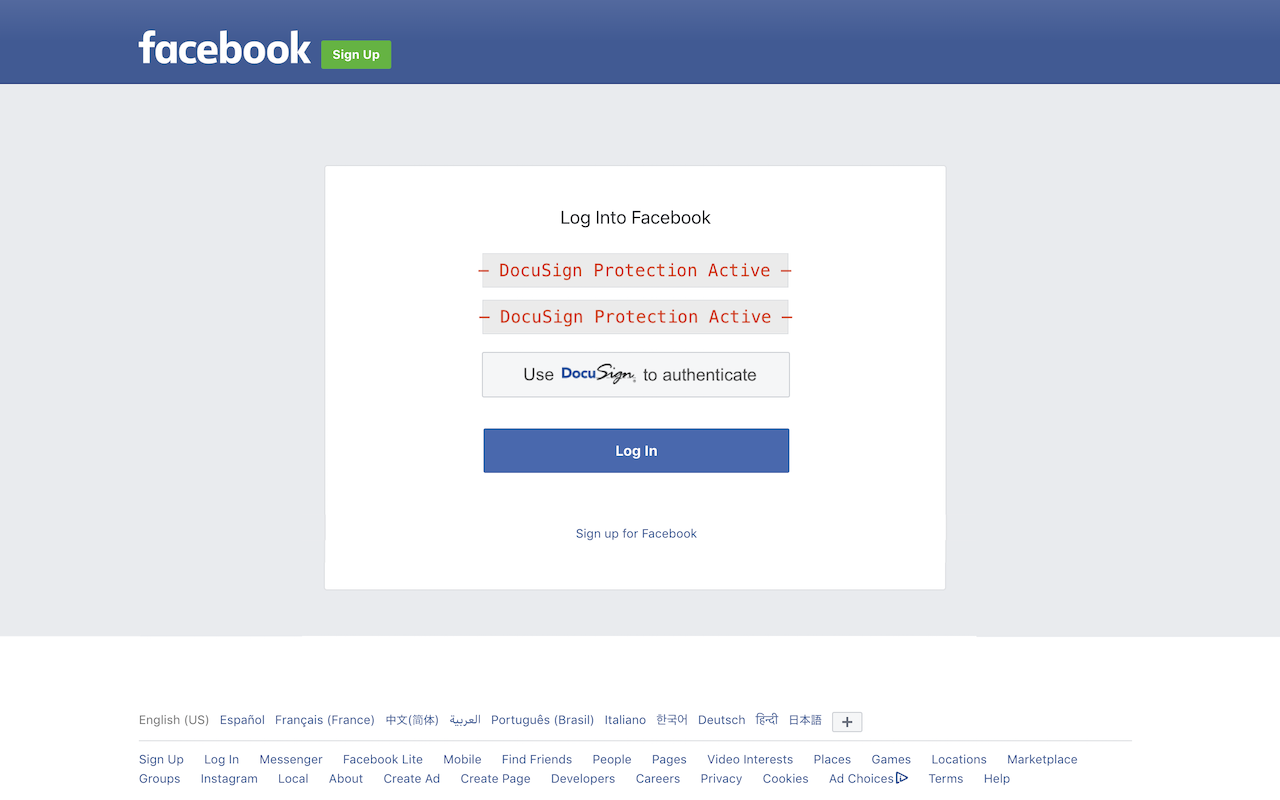 facebook Sign Up
Log Into Facebook
— DocuSign Protection Active —
— DocuSign Protection Active —
Use DocuSign to authenticate
Log In
Sign up for Facebook
English (US) Español Français (France) 中文(简体) العربية Português (Brasil) Italiano 한국어 Deutsch हिन्दी 日本語 +
Sign Up Log In Messenger Facebook Lite Mobile Find Friends People Pages Video Interests Places Games Locations Marketplace
Groups Instagram Local About Create Ad Create Page Developers Careers Privacy Cookies Ad Choices Terms Help